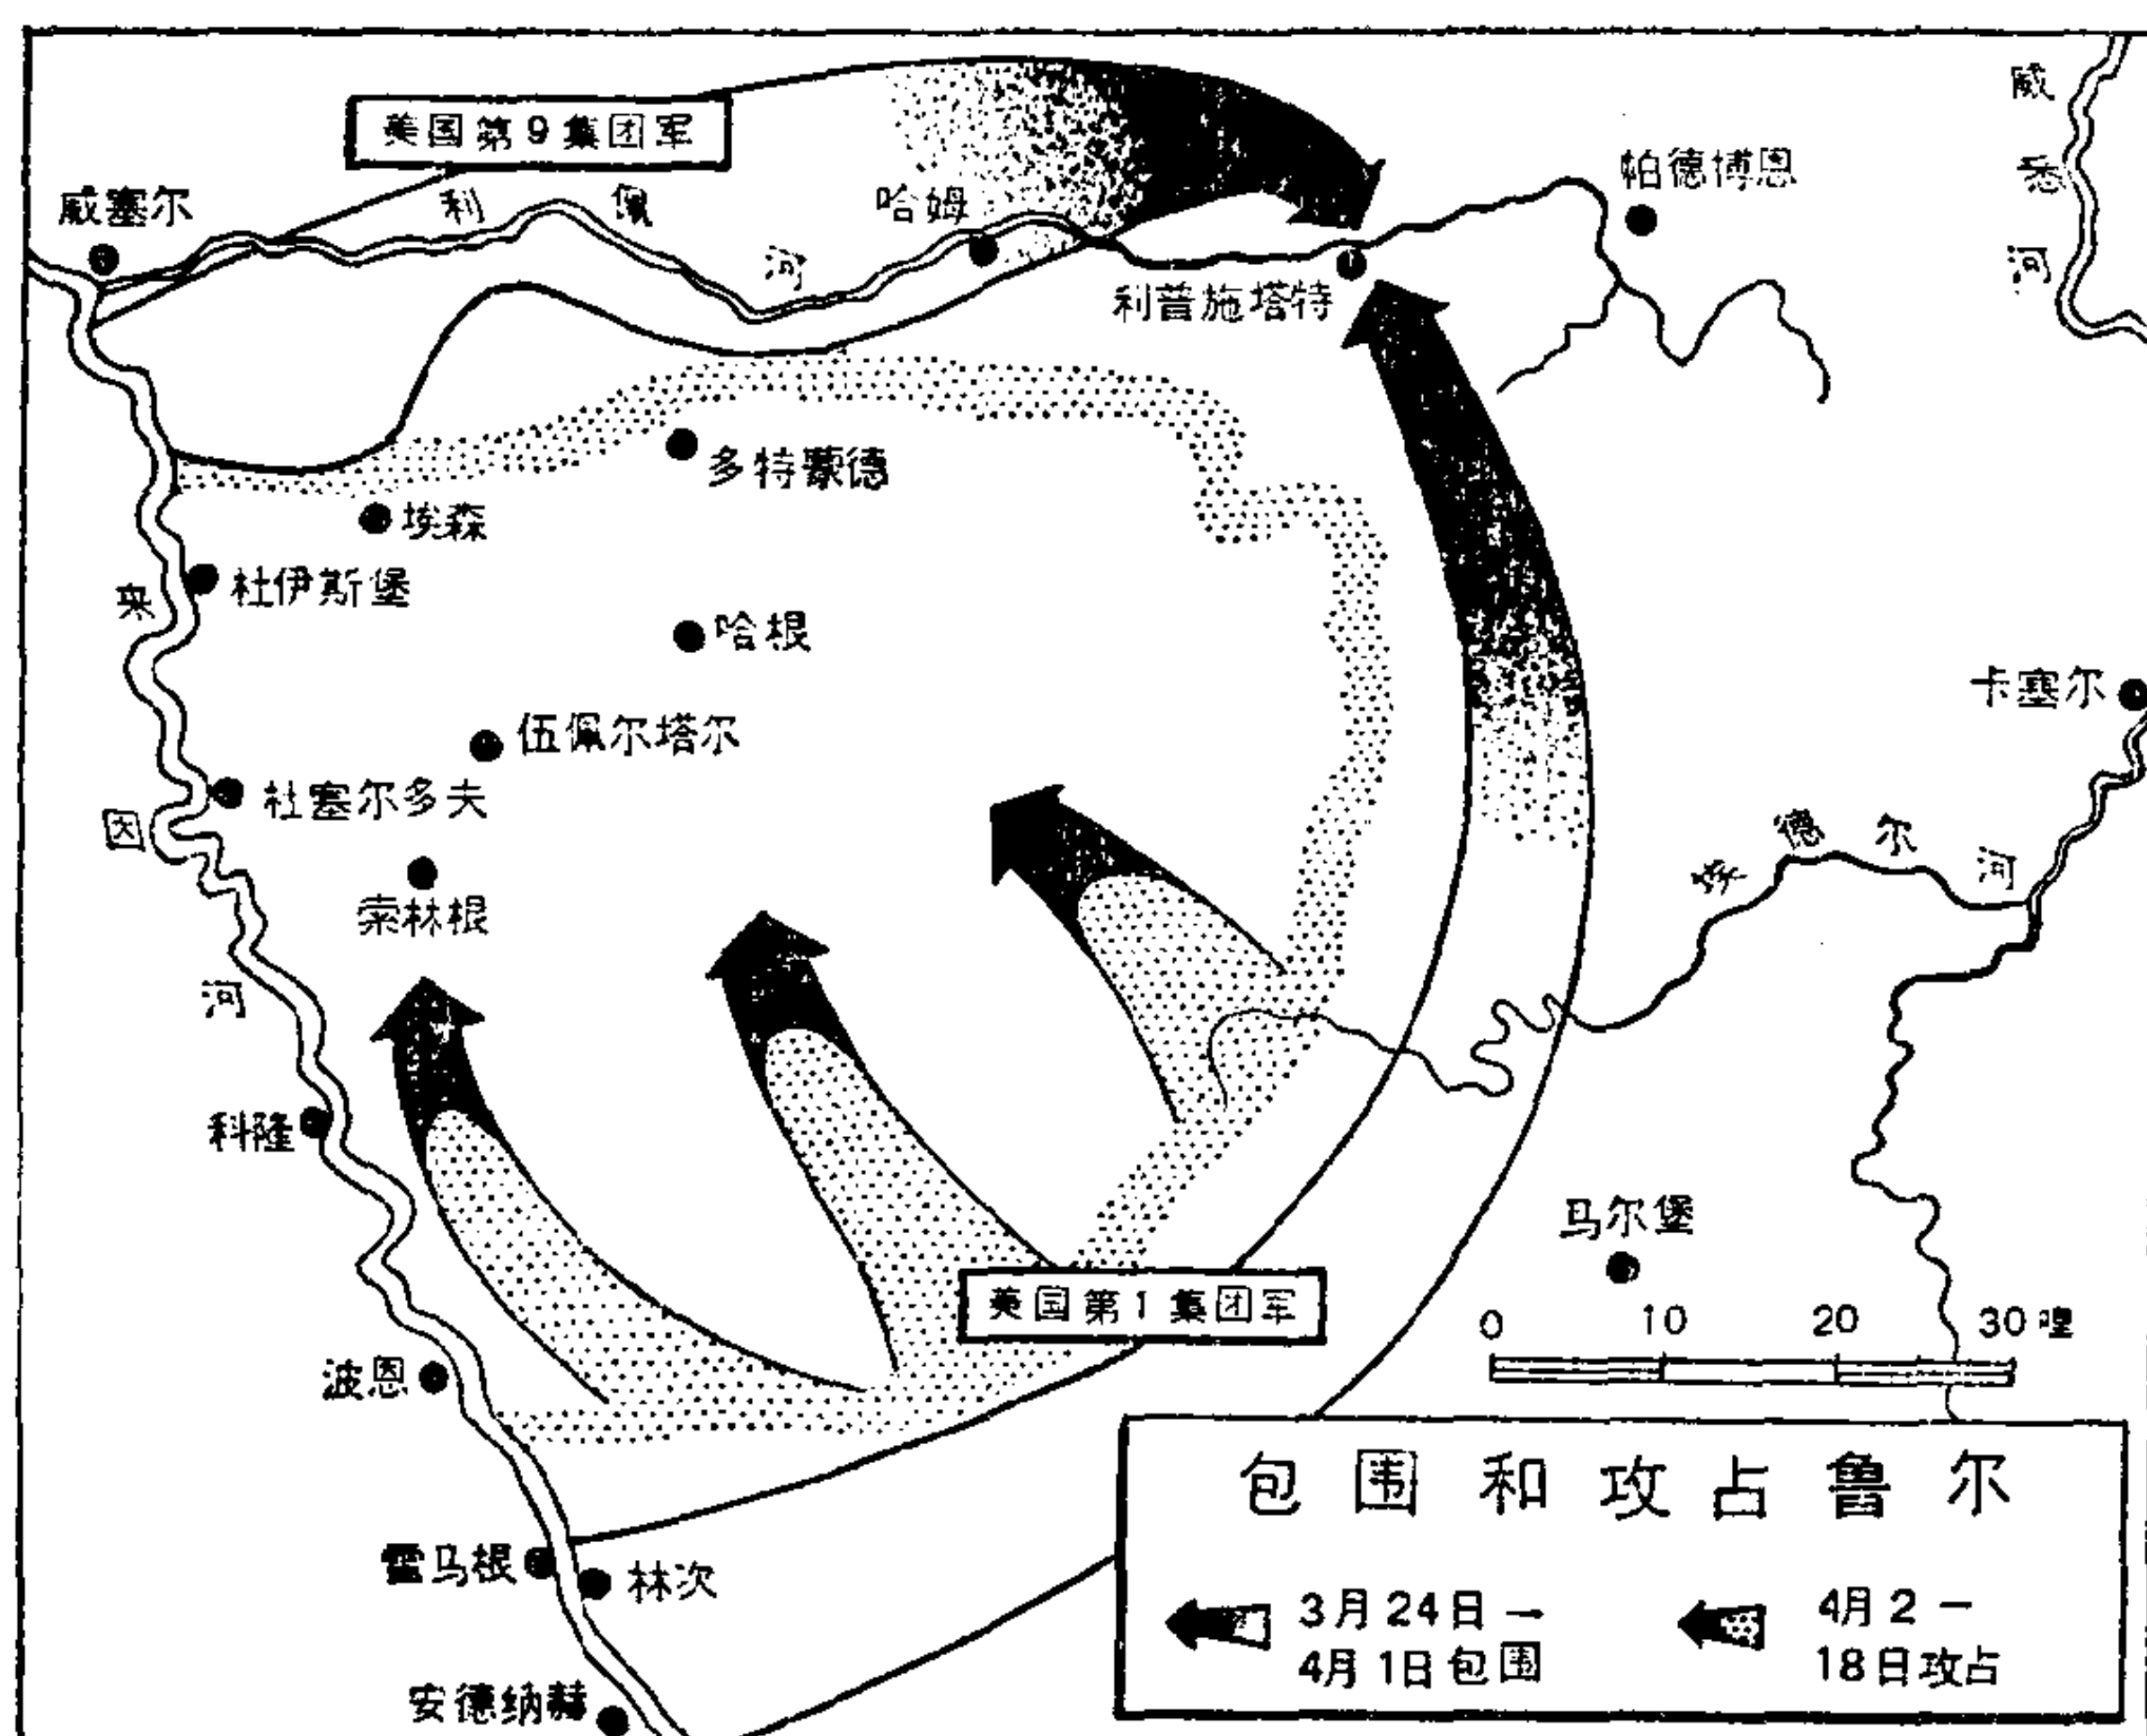 美国第9集团军
威悉河
帕德博恩
威塞尔
利佩河
哈姆
利普施塔特
多特蒙德
埃森
杜伊斯堡
莱因河
哈根
卡塞尔
伍佩尔塔尔
杜塞尔多夫
德尔河
索林根
科隆
马尔堡
美国第1集团军
0 10 20 30哩
波恩
包围和攻占鲁尔
雷马根
林次
3月24日—
4月1日包围
4月2—
18日攻占
安德纳赫